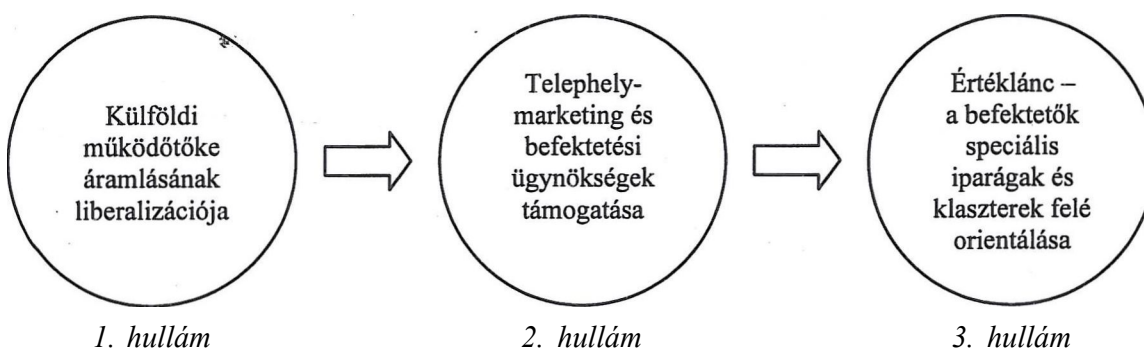 Külföldi
működőtőke
áramlásának
liberalizációja
Telephely-
marketing és
befektetési
ügynökségek
támogatása
Értéklánc –
a befektetők
speciális
iparágak és
klaszterek felé
orientálása
1. hullám
2. hullám
3. hullám